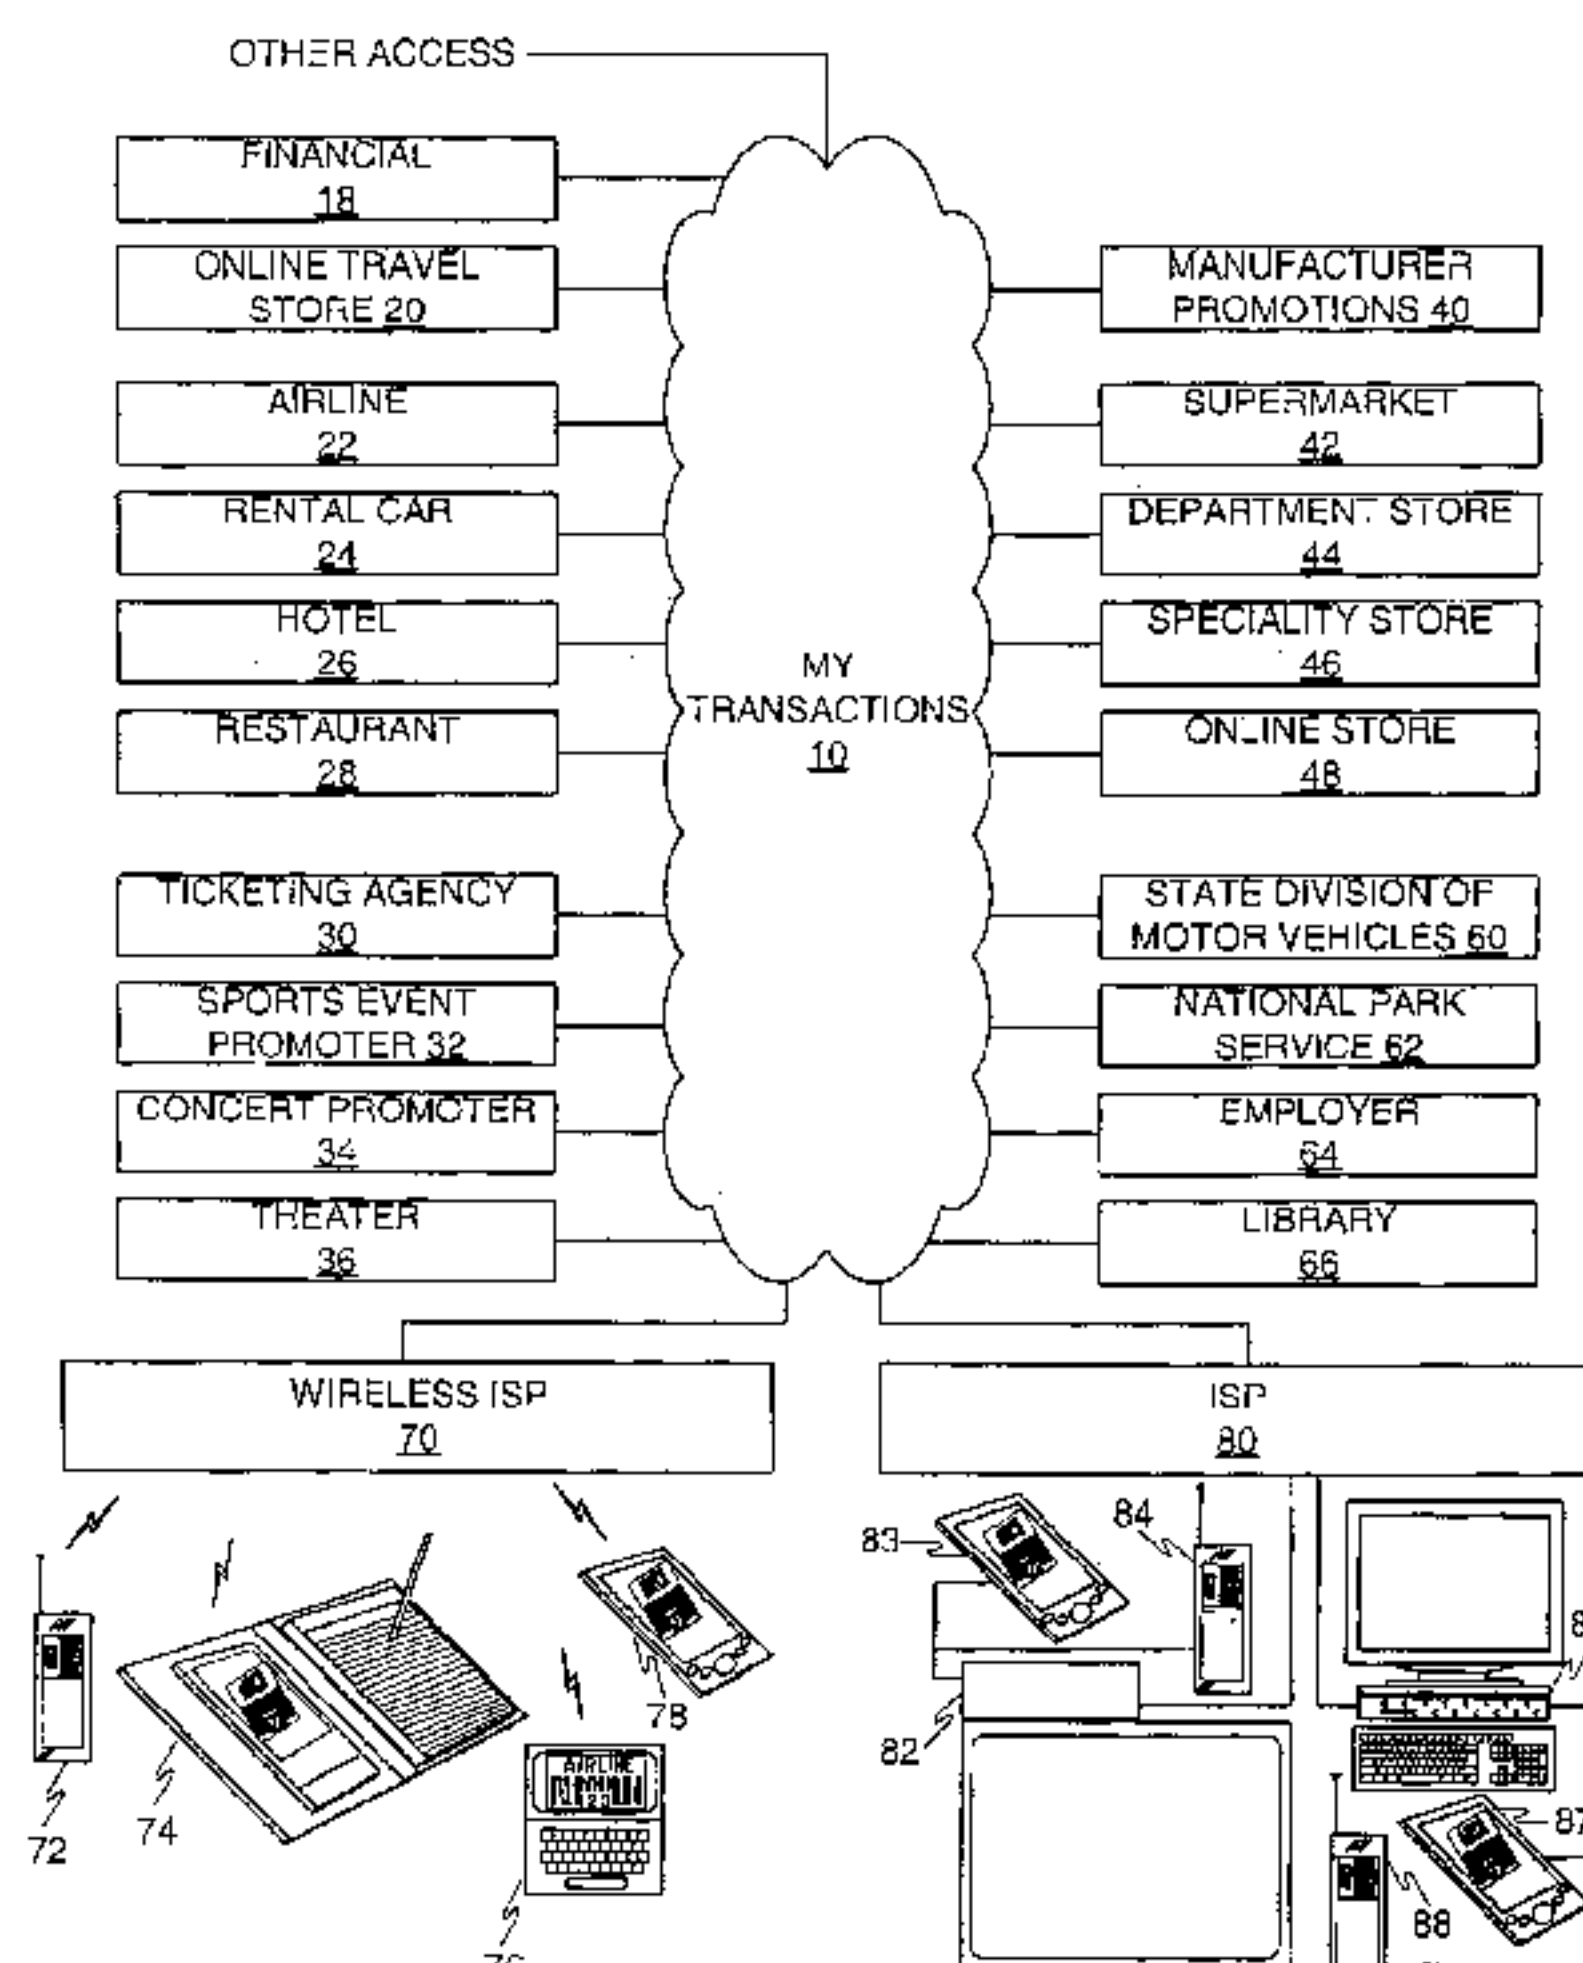 OTHER ACCESS
FINANCIAL
18
ONLINE TRAVEL
STORE 20
AIRLINE
22
RENTAL CAR
24
HOTEL
26
RESTAURANT
28
TICKETING AGENCY
30
SPORTS EVENT
PROMOTER 32
CONCERT PROMOTER
34
THEATER
36
MY
TRANSACTIONS
10
MANUFACTURER
PROMOTIONS 40
SUPERMARKET
42
DEPARTMENT STORE
44
SPECIALITY STORE
46
ONLINE STORE
48
STATE DIVISION OF
MOTOR VEHICLES 60
NATIONAL PARK
SERVICE 62
EMPLOYER
64
LIBRARY
66
WIRELESS ISP
70
ISP
80
72
74
78
AIRLINE
123
83
84
82
87
88